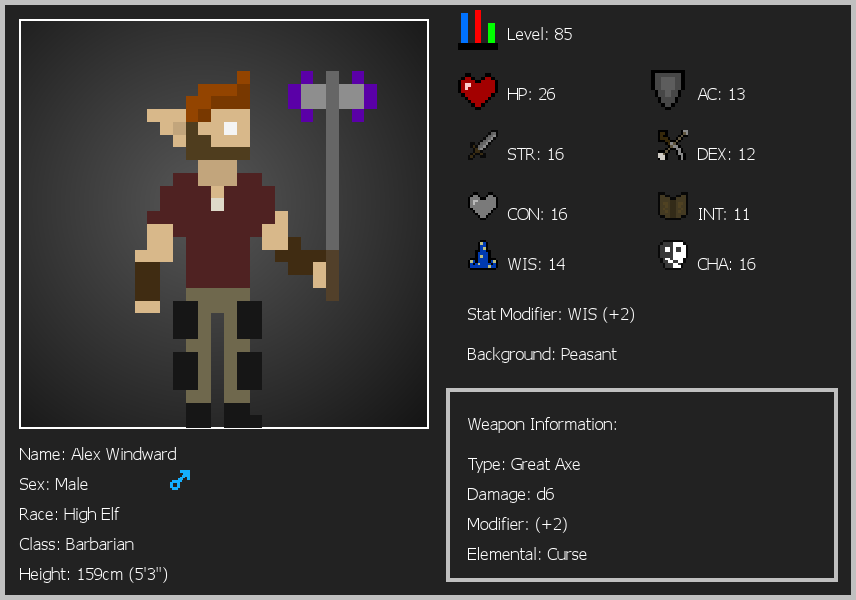 Level: 85
HP: 26
AC: 13
STR: 16
DEX: 12
CON: 16
INT: 11
WIS: 14
CHA: 16
Stat Modifier: WIS (+2)
Background: Peasant
Weapon Information:
Type: Great Axe
Damage: d6
Modifier: (+2)
Elemental: Curse
Name: Alex Windward
Sex: Male
Race: High Elf
Class: Barbarian
Height: 159cm (5'3")